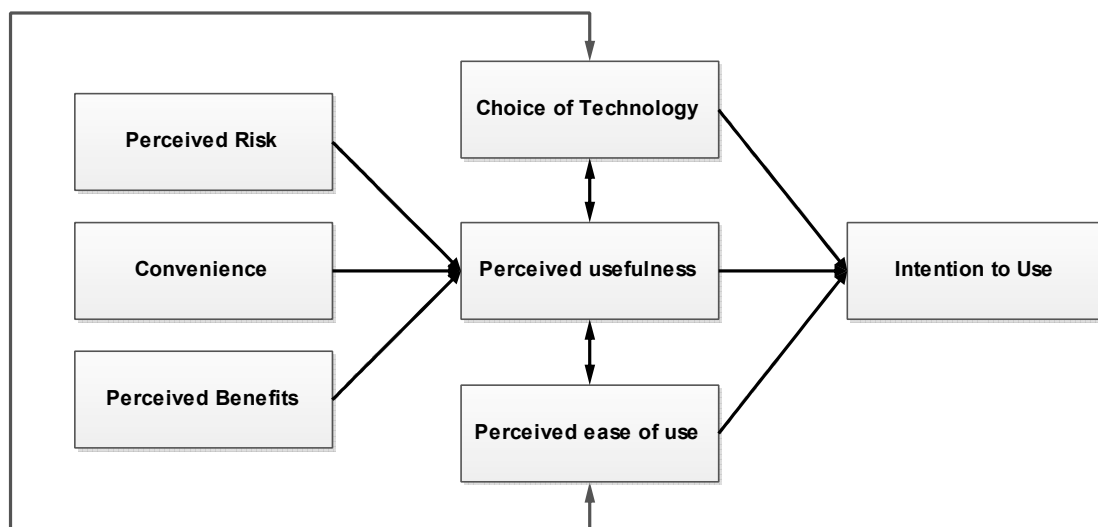 Choice of Technology
Perceived Risk
Convenience
Perceived usefulness
Intention to Use
Perceived Benefits
Perceived ease of use